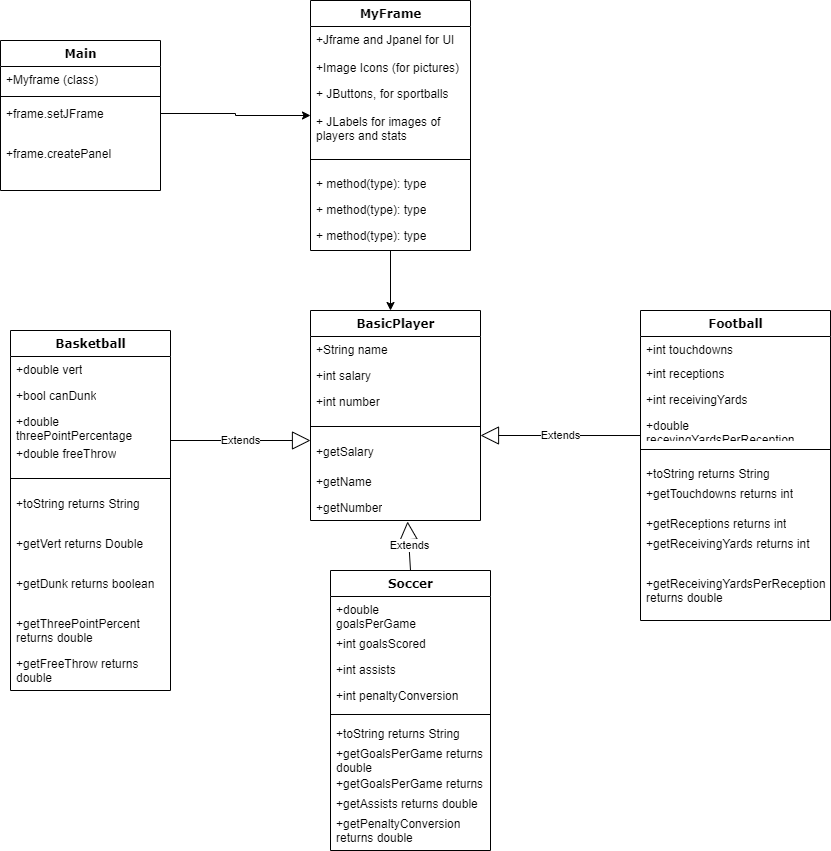 Main
+Myframe (class)
+frame.setJFrame
+frame.createPanel
MyFrame
+Jframe and Jpanel for UI
+Image Icons (for pictures)
+ JButtons, for sportballs
+ JLabels for images of
players and stats
+ method(type): type
+ method(type): type
+ method(type): type
Basketball
+double vert
+bool canDunk
+double
threePointPercentage
+double freeThrow
+toString returns String
+getVert returns Double
+getDunk returns boolean
+getThreePointPercent
returns double
+getFreeThrow returns
double
Extends
BasicPlayer
+String name
+int salary
+int number
+getSalary
+getName
+getNumber
Extends
Football
+int touchdowns
+int receptions
+int receivingYards
+double
recevingYardsPerReception
+toString returns String
+getTouchdowns returns int
+getReceptions returns int
+getReceivingYards returns int
+getReceivingYardsPerReception
returns double
Extends
Soccer
+double
goalsPerGame
+int goalsScored
+int assists
+int penaltyConversion
+toString returns String
+getGoalsPerGame returns
double
+getGoalsPerGame returns
+getAssists returns double
+getPenaltyConversion
returns double